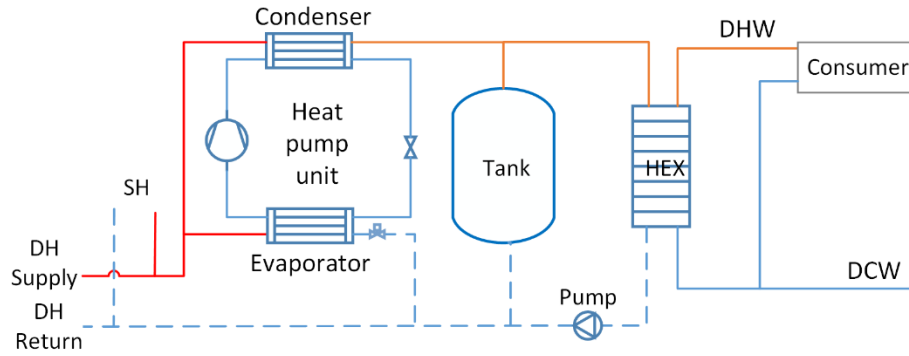 Condenser
DHW
Consumer
Heat
pump
unit
Tank
HEX
SH
Evaporator
DH
Supply
DH
Return
Pump
DCW